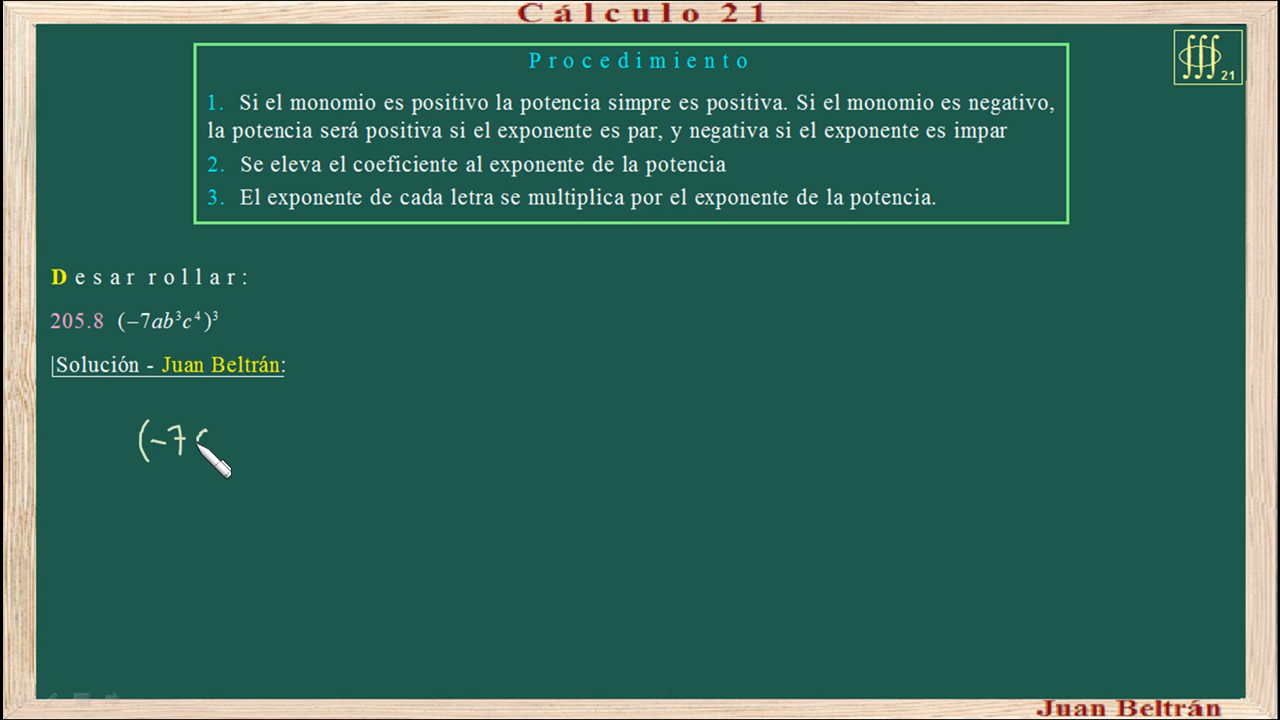 Cálculo 21
∭ 21
Procedimiento
1. Si el monomio es positivo la potencia simpre es positiva. Si el monomio es negativo,
la potencia será positiva si el exponente es par, y negativa si el exponente es impar
2. Se eleva el coeficiente al exponente de la potencia
3. El exponente de cada letra se multiplica por el exponente de la potencia.
Desarrollar:
205.8 (–7ab³c⁴)³
|Solución - Juan Beltrán:
(–7
Juan Beltrán